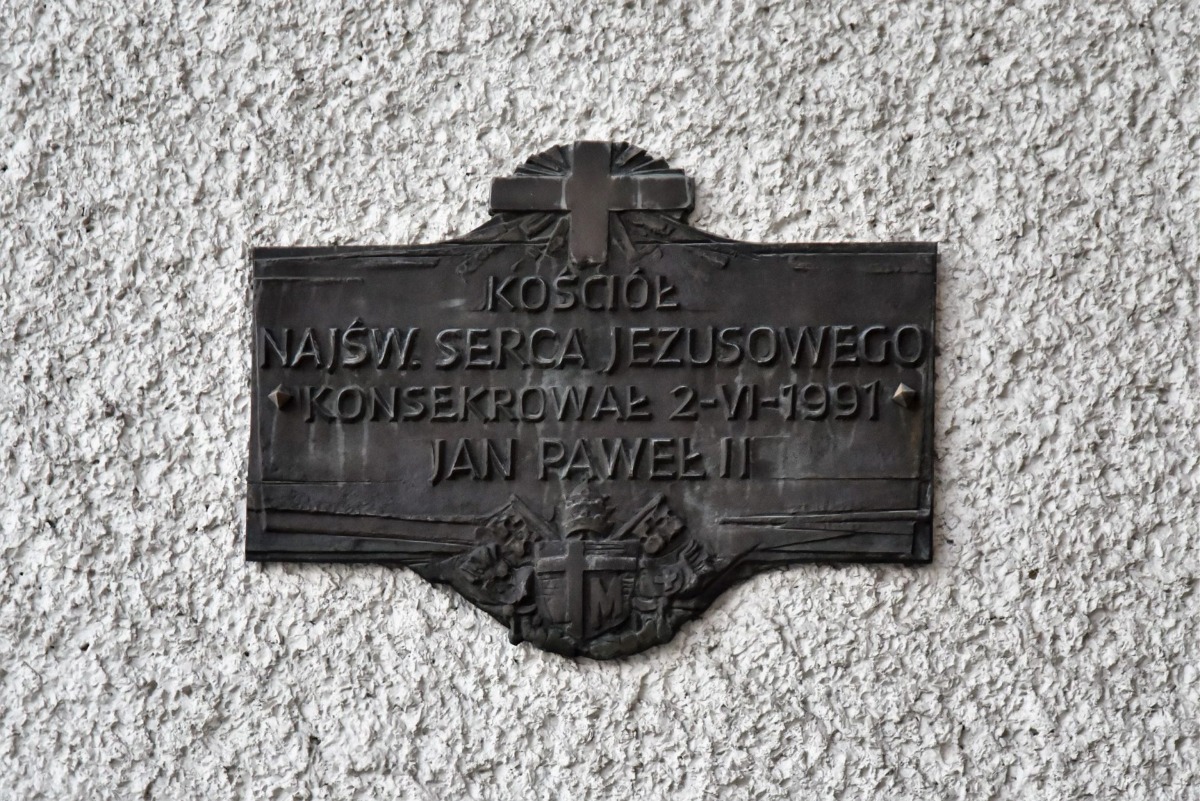 KOŚCIÓŁ
NAJŚW. SERCA JEZUSOWEGO
KONSEKROWAŁ 2-VI-1991
JAN PAWEŁ II
M